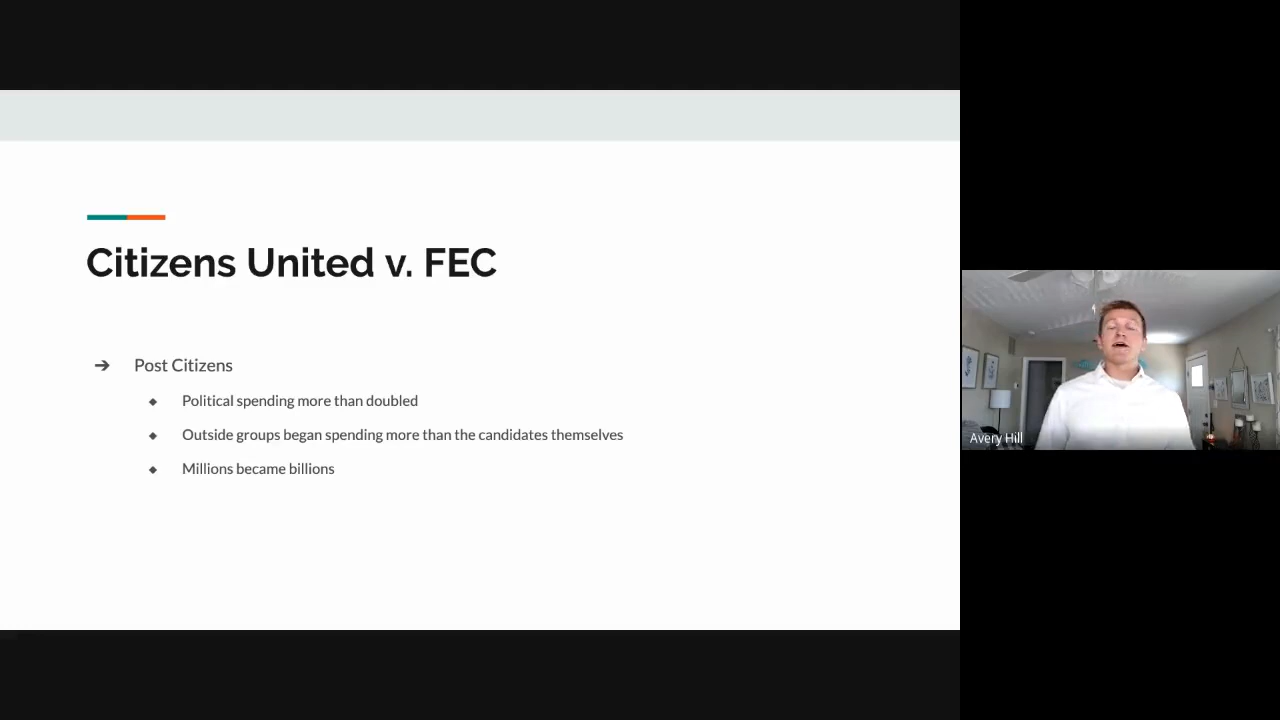 Citizens United v. FEC
➔ Post Citizens
◆ Political spending more than doubled
◆ Outside groups began spending more than the candidates themselves
◆ Millions became billions
Avery Hill